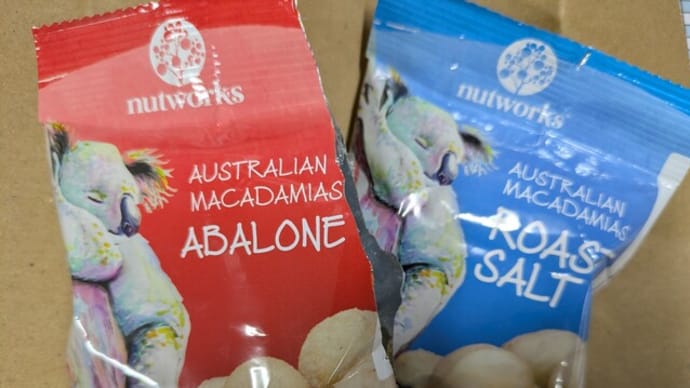 nutworks
AUSTRALIAN
MACADAMIAS
ABALONE
nutworks
AUSTRALIAN
MACADAMIAS
ROAST
SALT